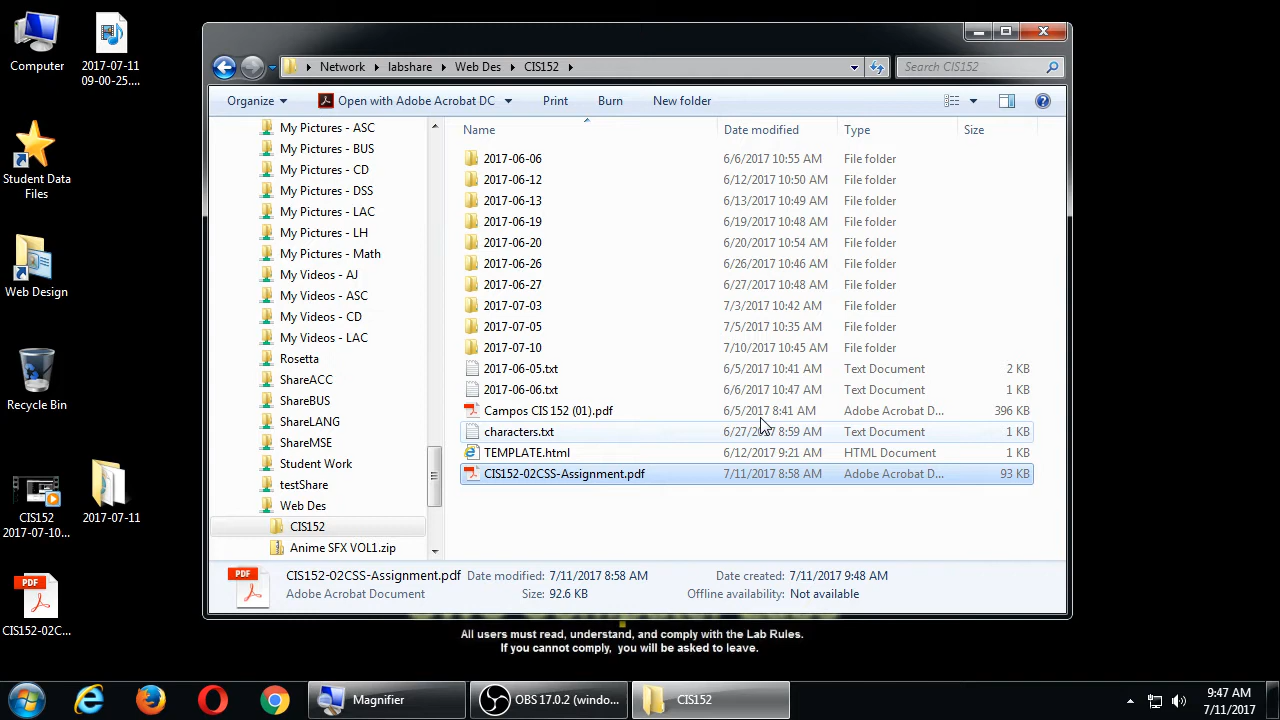 Computer
2017-07-11
09-00-25....
Student Data
Files
Web Design
Recycle Bin
CIS152
2017-07-10...
2017-07-11
PDF
CIS152-02C...
Network
labshare
Web Des
CIS152
Search CIS152
Organize
Open with Adobe Acrobat DC
Print
Burn
New folder
My Pictures - ASC
My Pictures - BUS
My Pictures - CD
My Pictures - DSS
My Pictures - LAC
My Pictures - LH
My Pictures - Math
My Videos - AJ
My Videos - ASC
My Videos - CD
My Videos - LAC
Rosetta
ShareACC
ShareBUS
ShareLANG
ShareMSE
Student Work
testShare
Web Des
CIS152
Anime SFX VOL1.zip
Name Date modified Type Size
2017-06-06 6/6/2017 10:55 AM File folder
2017-06-12 6/12/2017 10:50 AM File folder
2017-06-13 6/13/2017 10:49 AM File folder
2017-06-19 6/19/2017 10:48 AM File folder
2017-06-20 6/20/2017 10:54 AM File folder
2017-06-26 6/26/2017 10:46 AM File folder
2017-06-27 6/27/2017 10:48 AM File folder
2017-07-03 7/3/2017 10:42 AM File folder
2017-07-05 7/5/2017 10:35 AM File folder
2017-07-10 7/10/2017 10:45 AM File folder
2017-06-05.txt 6/5/2017 10:41 AM Text Document 2 KB
2017-06-06.txt 6/6/2017 10:47 AM Text Document 1 KB
Campos CIS 152 (01).pdf 6/5/2017 8:41 AM Adobe Acrobat D... 396 KB
characters.txt 6/27/2017 8:59 AM Text Document 1 KB
TEMPLATE.html 6/12/2017 9:21 AM HTML Document 1 KB
CIS152-02CSS-Assignment.pdf 7/11/2017 8:58 AM Adobe Acrobat D... 93 KB
PDF
CIS152-02CSS-Assignment.pdf Date modified: 7/11/2017 8:58 AM Date created: 7/11/2017 9:48 AM
Adobe Acrobat Document Size: 92.6 KB Offline availability: Not available
All users must read, understand, and comply with the Lab Rules.
If you cannot comply, you will be asked to leave.
Magnifier
OBS 17.0.2 (windo...
CIS152
9:47 AM
7/11/2017